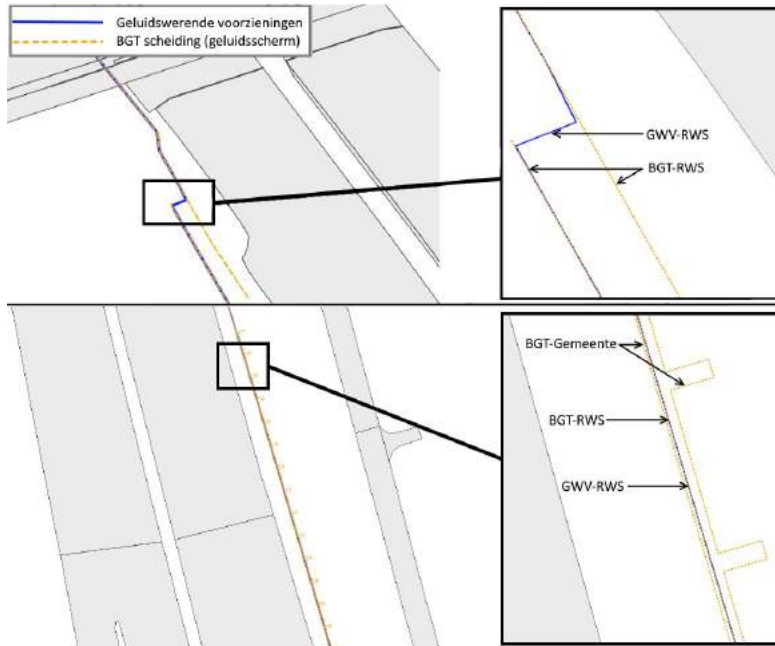 Geluidswerende voorzieningen
BGT scheiding (geluidsscherm)
GWV-RWS
BGT-RWS
BGT-Gemeente
BGT-RWS
GWV-RWS